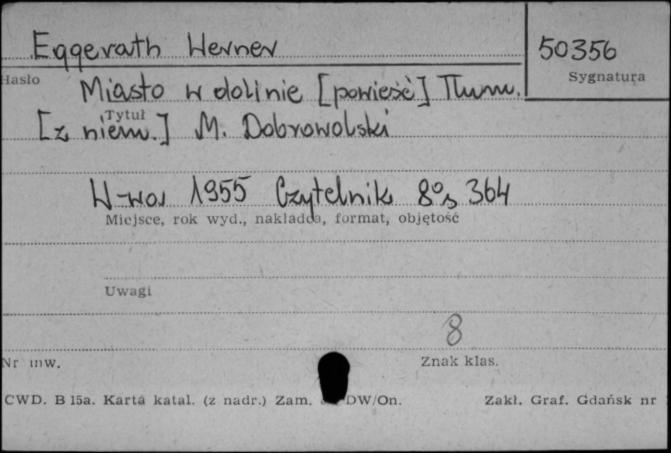 Eggerath Werner
50356
Hasło
Sygnatura
Miasto w dolinie [powieść] Tłum.
Tytuł
[z niem.] M. Dobrowolski
W-wa 1955 Czytelnik 8° s 364
Miejsce, rok wyd., nakładca, format, objętość
Uwagi
8
Nr inw.
Znak klas.
CWD. B 15a. Karta katal. (z nadr.) Zam. DW/On.
Zakł. Graf. Gdańsk nr